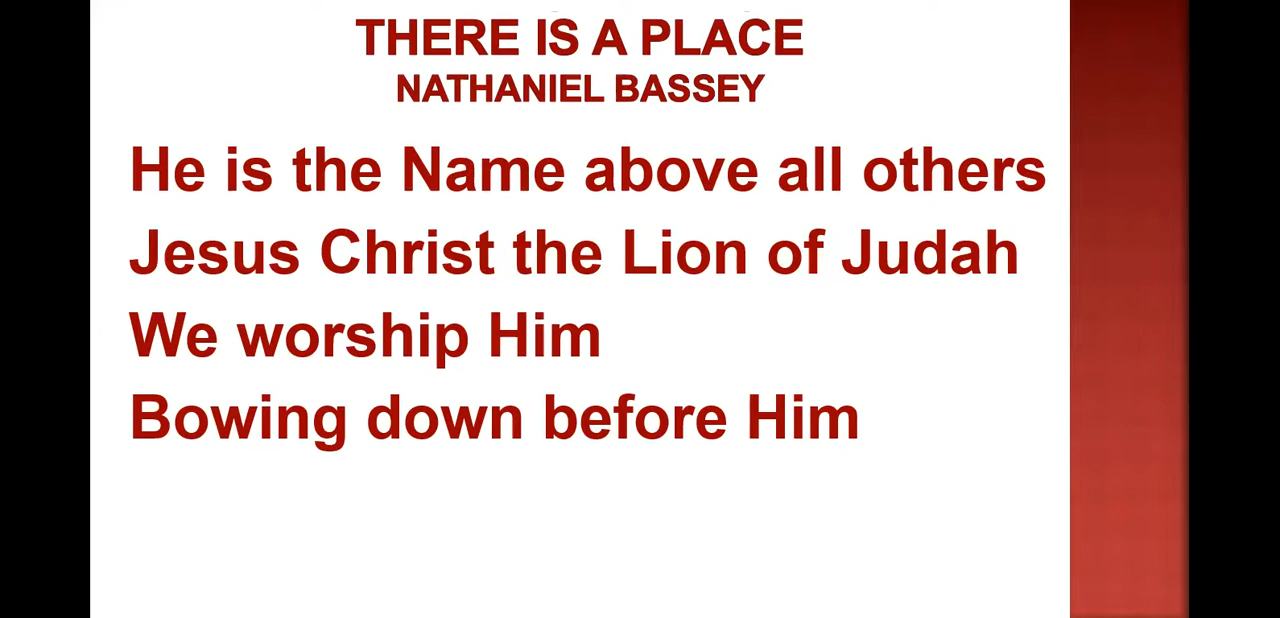 THERE IS A PLACE
NATHANIEL BASSEY
He is the Name above all others
Jesus Christ the Lion of Judah
We worship Him
Bowing down before Him